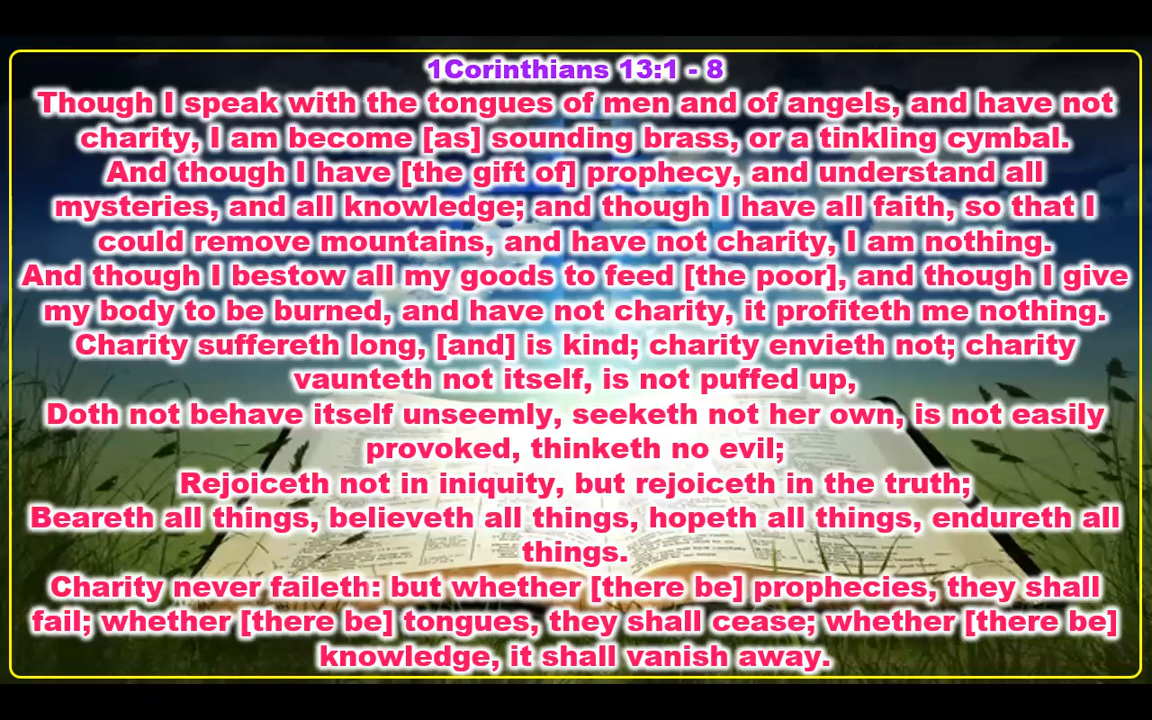 1Corinthians 13:1 - 8
Though I speak with the tongues of men and of angels, and have not
charity, I am become [as] sounding brass, or a tinkling cymbal.
And though I have [the gift of] prophecy, and understand all
mysteries, and all knowledge; and though I have all faith, so that I
could remove mountains, and have not charity, I am nothing.
And though I bestow all my goods to feed [the poor], and though I give
my body to be burned, and have not charity, it profiteth me nothing.
Charity suffereth long, [and] is kind; charity envieth not; charity
vaunteth not itself, is not puffed up,
Doth not behave itself unseemly, seeketh not her own, is not easily
provoked, thinketh no evil;
Rejoiceth not in iniquity, but rejoiceth in the truth;
Beareth all things, believeth all things, hopeth all things, endureth all
things.
Charity never faileth: but whether [there be] prophecies, they shall
fail; whether [there be] tongues, they shall cease; whether [there be]
knowledge, it shall vanish away.